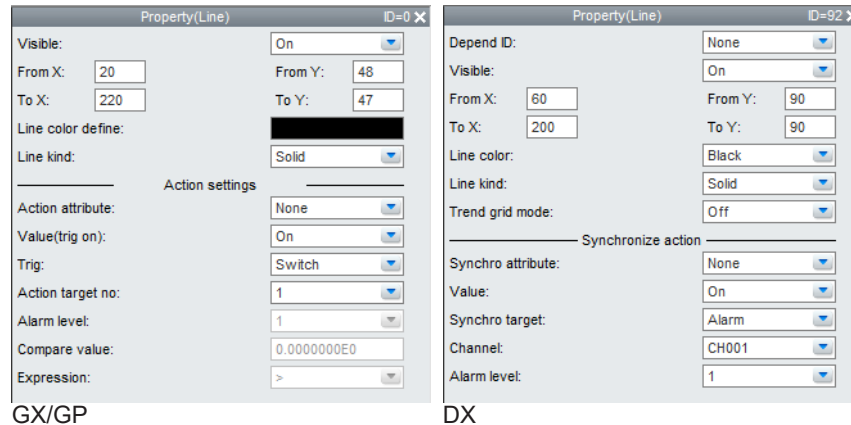 Property(Line) ID=0
Visible: On
From X: 20 From Y: 48
To X: 220 To Y: 47
Line color define:
Line kind: Solid
Action settings
Action attribute: None
Value(trig on): On
Trig: Switch
Action target no: 1
Alarm level: 1
Compare value: 0.0000000E0
Expression: >
GX/GP
Property(Line) ID=92
Depend ID: None
Visible: On
From X: 60 From Y: 90
To X: 200 To Y: 90
Line color: Black
Line kind: Solid
Trend grid mode: Off
Synchronize action
Synchro attribute: None
Value: On
Synchro target: Alarm
Channel: CH001
Alarm level: 1
DX